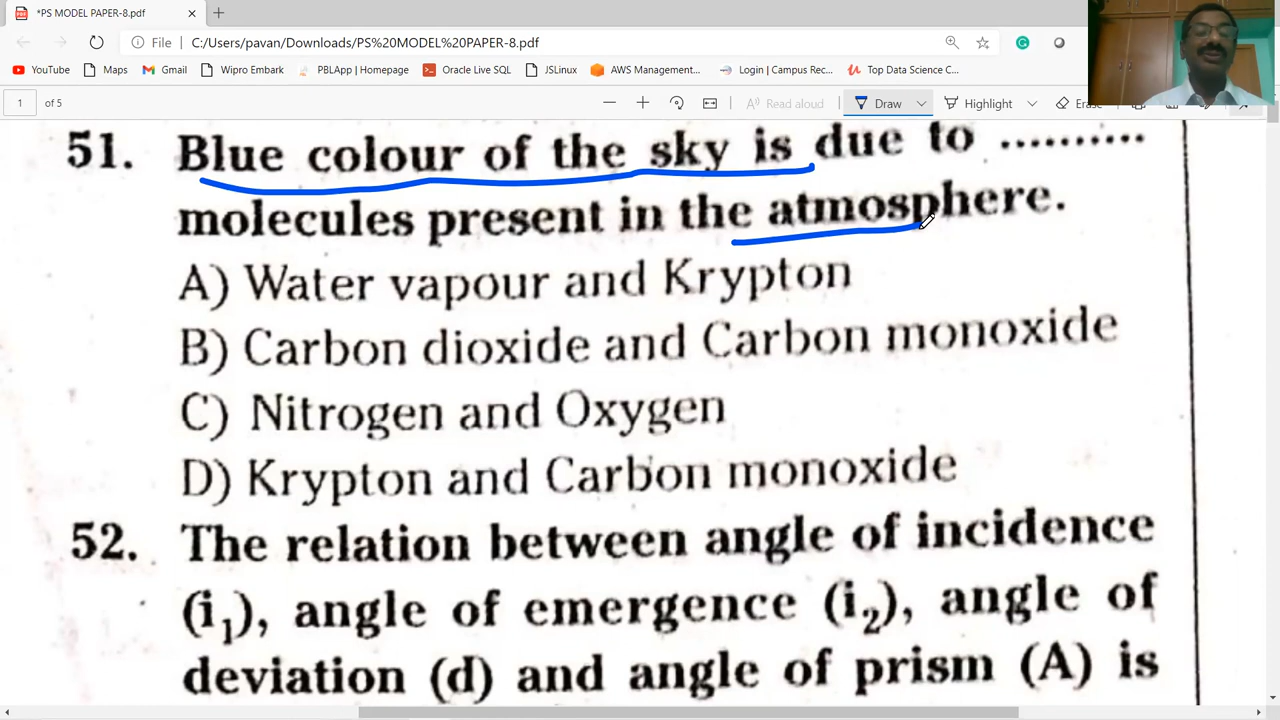 *PS MODEL PAPER-8.pdf
File C:/Users/pavan/Downloads/PS%20MODEL%20PAPER-8.pdf
YouTube Maps Gmail Wipro Embark PBLApp | Homepage Oracle Live SQL JSLinux AWS Management... Login | Campus Rec... Top Data Science C...
1 of 5 Read aloud Draw Highlight Erase
51. Blue colour of the sky is due to ..........
molecules present in the atmosphere.
A) Water vapour and Krypton
B) Carbon dioxide and Carbon monoxide
C) Nitrogen and Oxygen
D) Krypton and Carbon monoxide
52. The relation between angle of incidence
(i₁), angle of emergence (i₂), angle of
deviation (d) and angle of prism (A) is